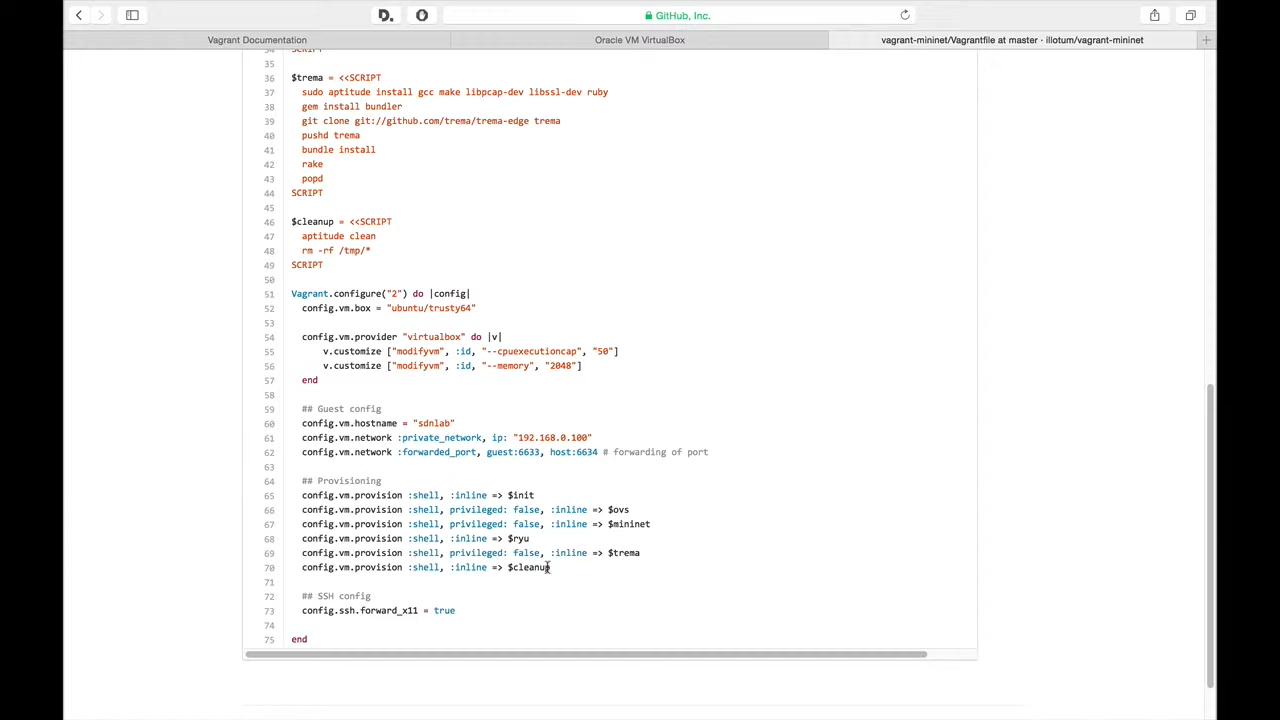 GitHub, Inc.
Vagrant Documentation
Oracle VM VirtualBox
vagrant-mininet/Vagrantfile at master · illotum/vagrant-mininet
34 SCRIPT
35
36 $trema = <<SCRIPT
37 sudo aptitude install gcc make libpcap-dev libssl-dev ruby
38 gem install bundler
39 git clone git://github.com/trema/trema-edge trema
40 pushd trema
41 bundle install
42 rake
43 popd
44 SCRIPT
45
46 $cleanup = <<SCRIPT
47 aptitude clean
48 rm -rf /tmp/*
49 SCRIPT
50
51 Vagrant.configure("2") do |config|
52 config.vm.box = "ubuntu/trusty64"
53
54 config.vm.provider "virtualbox" do |v|
55 v.customize ["modifyvm", :id, "--cpuexecutioncap", "50"]
56 v.customize ["modifyvm", :id, "--memory", "2048"]
57 end
58
59 ## Guest config
60 config.vm.hostname = "sdnlab"
61 config.vm.network :private_network, ip: "192.168.0.100"
62 config.vm.network :forwarded_port, guest:6633, host:6634 # forwarding of port
63
64 ## Provisioning
65 config.vm.provision :shell, :inline => $init
66 config.vm.provision :shell, privileged: false, :inline => $ovs
67 config.vm.provision :shell, privileged: false, :inline => $mininet
68 config.vm.provision :shell, :inline => $ryu
69 config.vm.provision :shell, privileged: false, :inline => $trema
70 config.vm.provision :shell, :inline => $cleanup
71
72 ## SSH config
73 config.ssh.forward_x11 = true
74
75 end